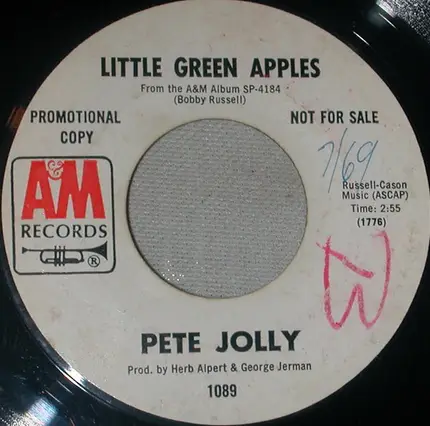 LITTLE GREEN APPLES
From the A&M Album SP-4184
(Bobby Russell)
PROMOTIONAL
COPY
NOT FOR SALE
7/69
A&M
RECORDS
®
Russell-Cason
Music (ASCAP)
Time: 2:55
(1776)
B
PETE JOLLY
Prod. by Herb Alpert & George Jerman
1089